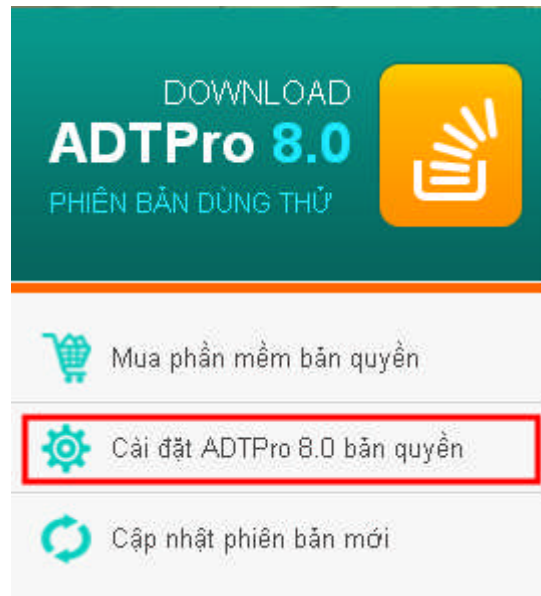 DOWNLOAD
ADTPro 8.0
PHIÊN BẢN DÙNG THỬ
Mua phần mềm bản quyền
Cài đặt ADTPro 8.0 bản quyền
Cập nhật phiên bản mới